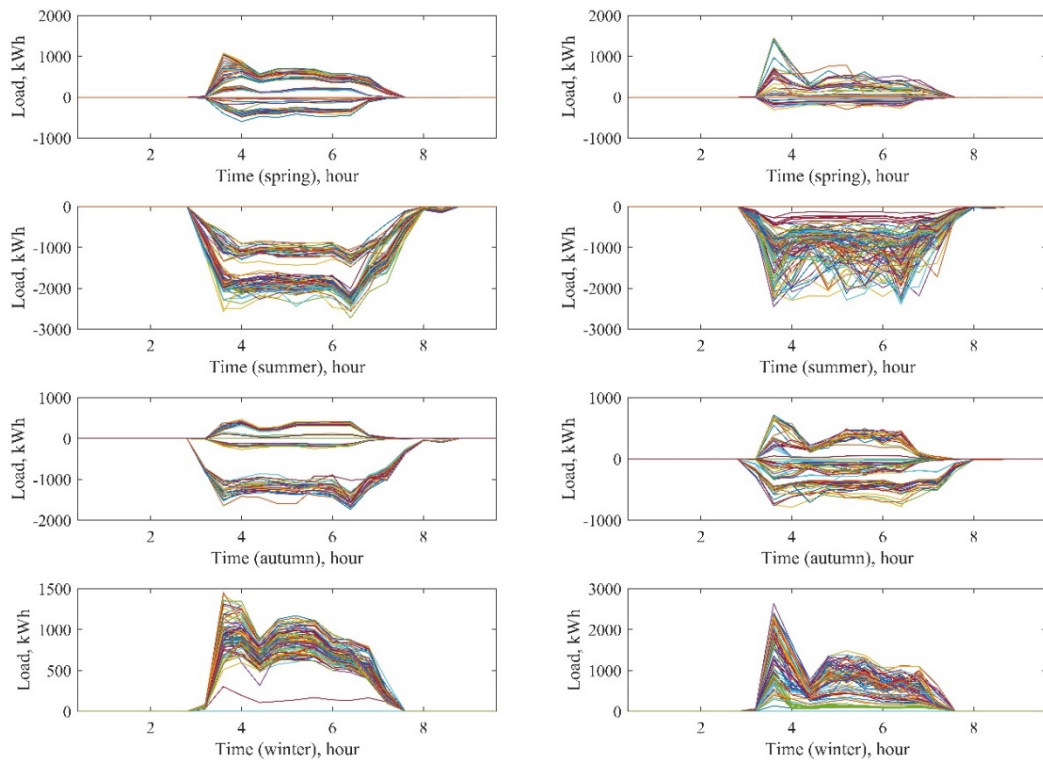 2000
1000
0
-1000
Load, kWh
2 4 6 8
Time (spring), hour
2000
1000
0
-1000
Load, kWh
2 4 6 8
Time (spring), hour
0
-1000
-2000
-3000
Load, kWh
2 4 6 8
Time (summer), hour
0
-1000
-2000
-3000
Load, kWh
2 4 6 8
Time (summer), hour
1000
0
-1000
-2000
Load, kWh
2 4 6 8
Time (autumn), hour
1000
0
-1000
Load, kWh
2 4 6 8
Time (autumn), hour
1500
1000
500
0
Load, kWh
2 4 6 8
Time (winter), hour
3000
2000
1000
0
Load, kWh
2 4 6 8
Time (winter), hour